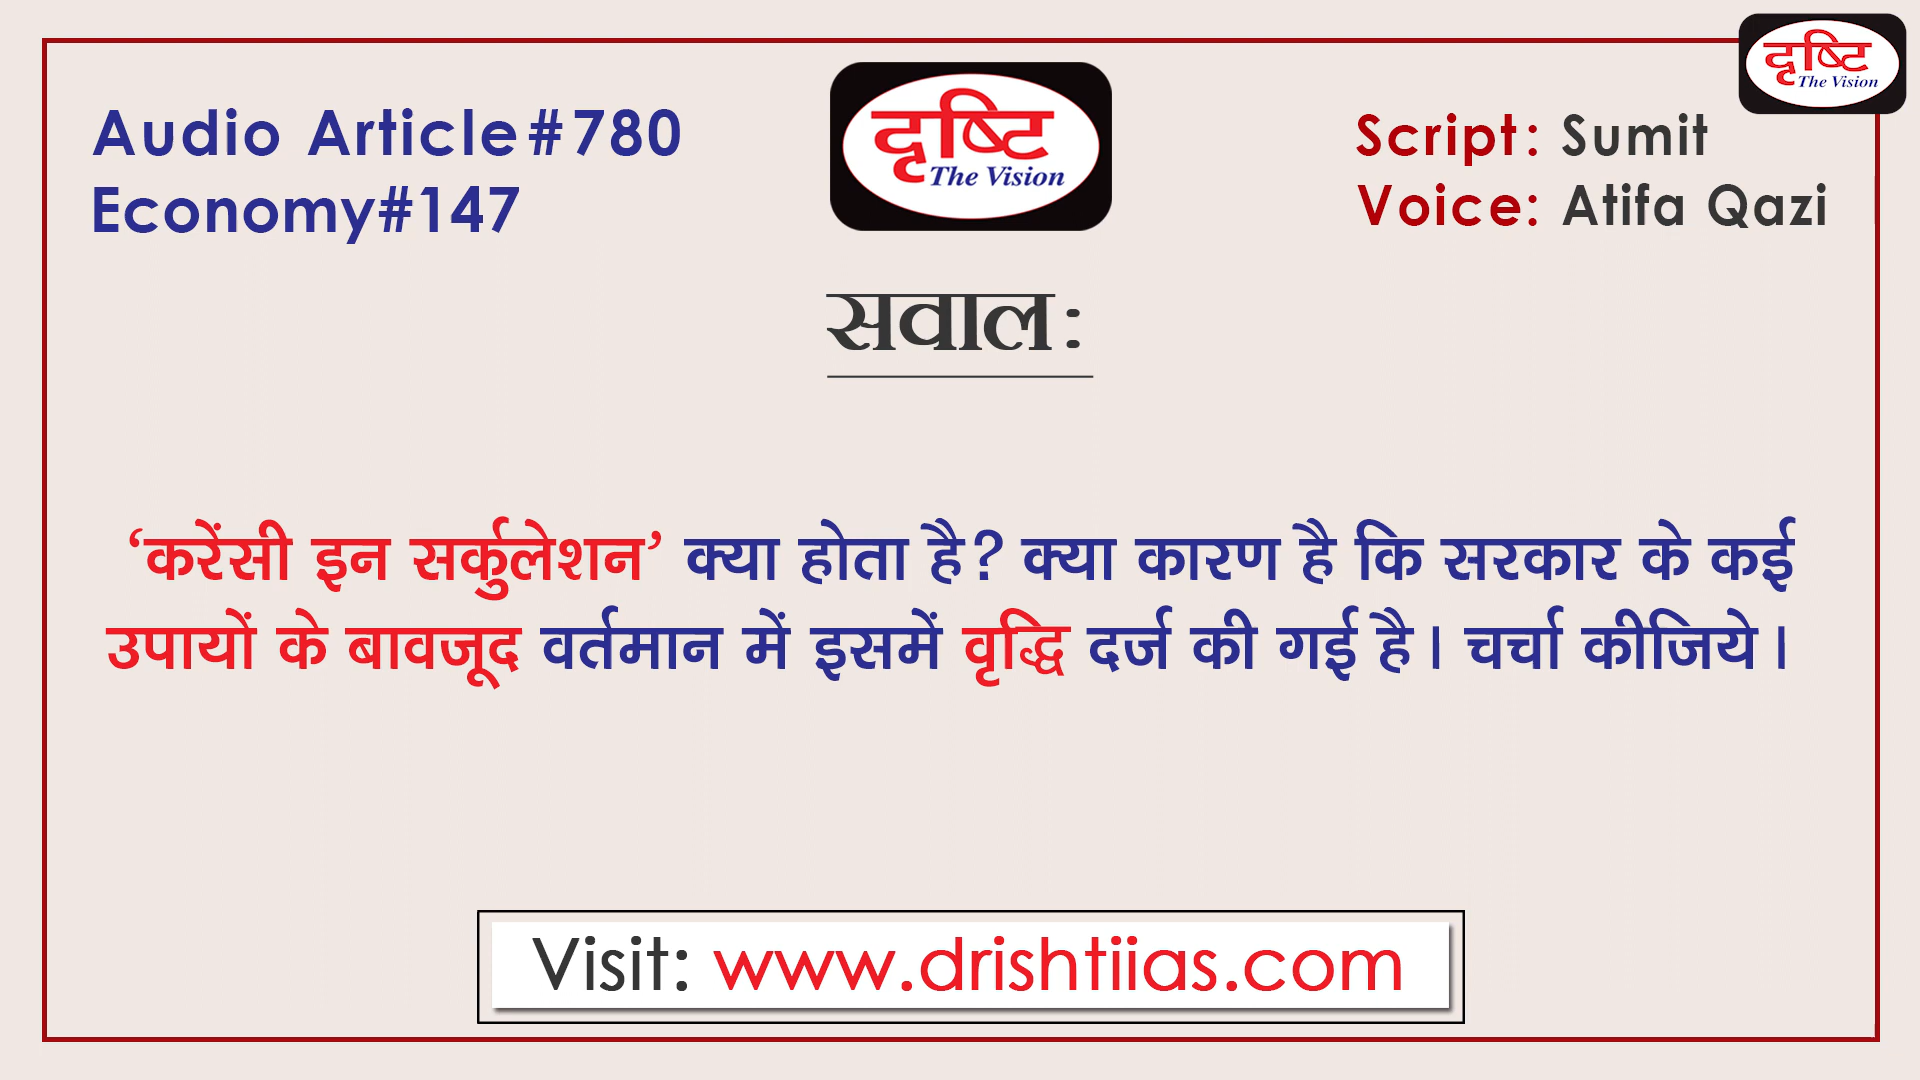 दृष्टि
The Vision
Audio Article#780
Economy#147
दृष्टि
The Vision
Script: Sumit
Voice: Atifa Qazi
सवाल:
‘करेंसी इन सर्कुलेशन’ क्या होता है? क्या कारण है कि सरकार के कई
उपायों के बावजूद वर्तमान में इसमें वृद्धि दर्ज की गई है। चर्चा कीजिये।
Visit: www.drishtiias.com